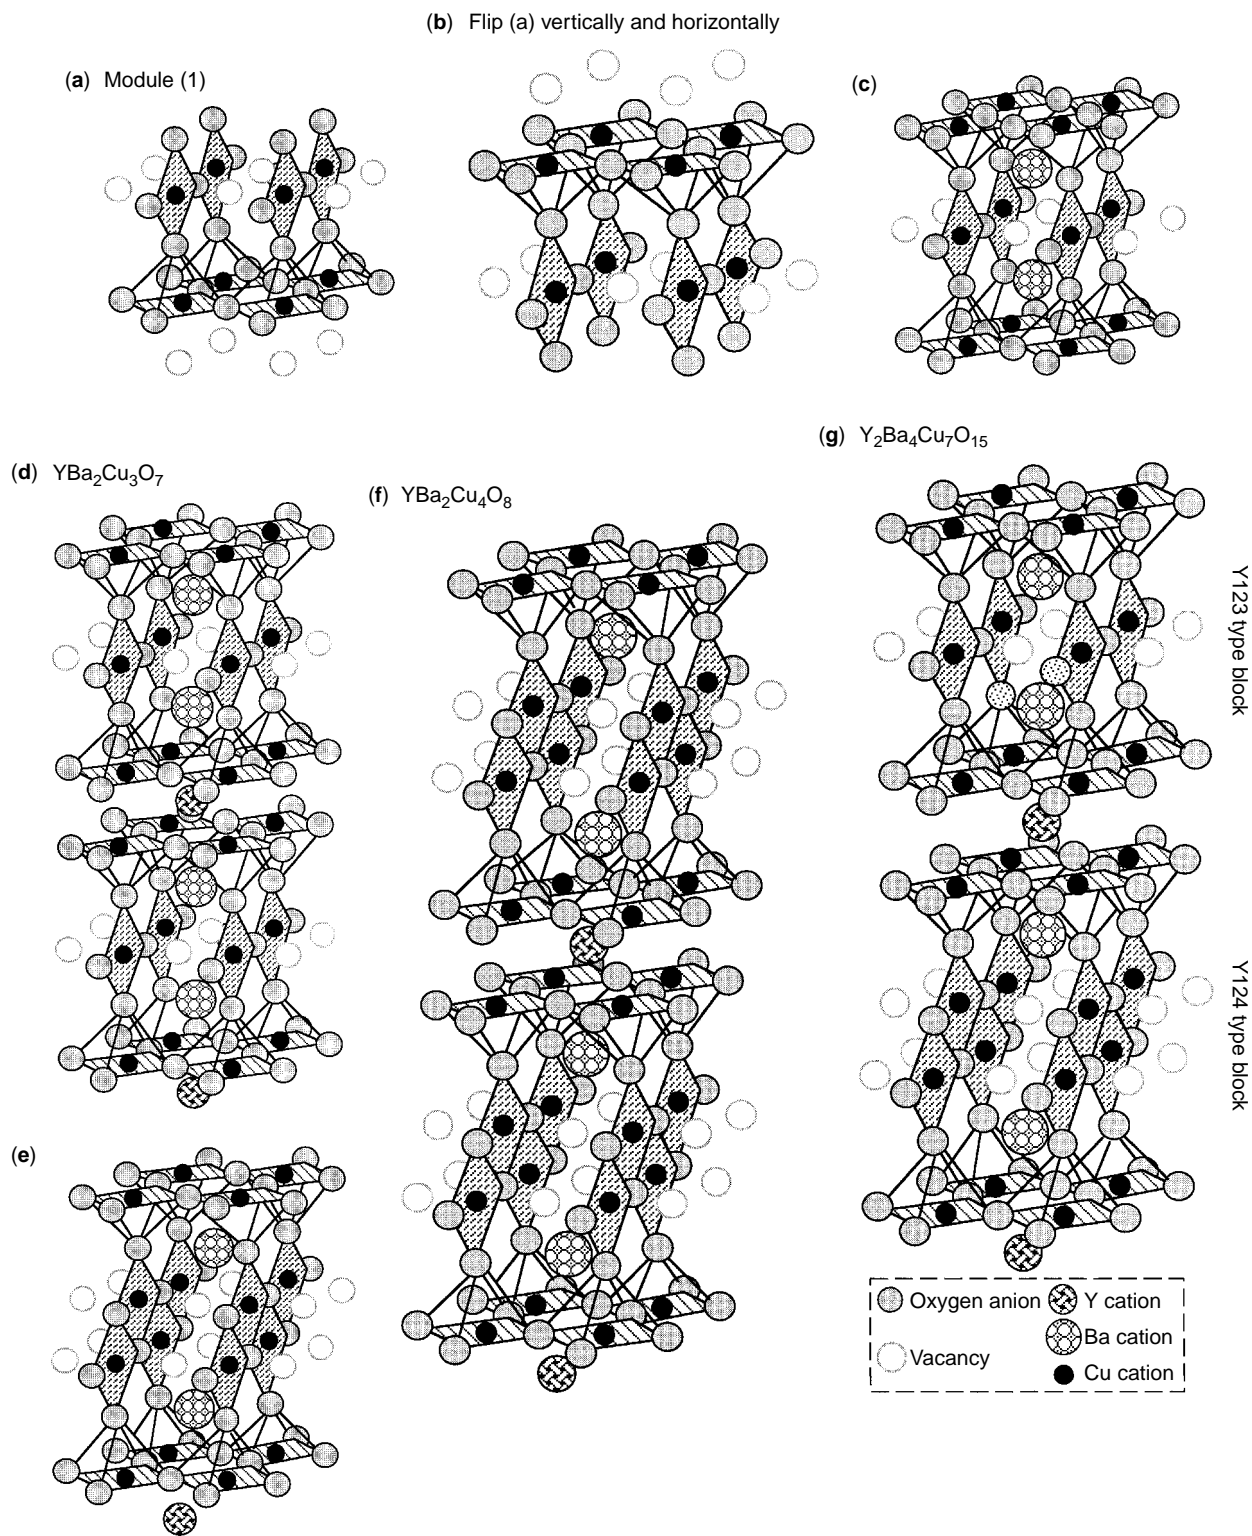 (b) Flip (a) vertically and horizontally
(a) Module (1)
(c)
(g) Y2Ba4Cu7O15
(d) YBa2Cu3O7
(f) YBa2Cu4O8
Y123 type block
Y124 type block
(e)
Oxygen anion
Y cation
Ba cation
Vacancy
Cu cation